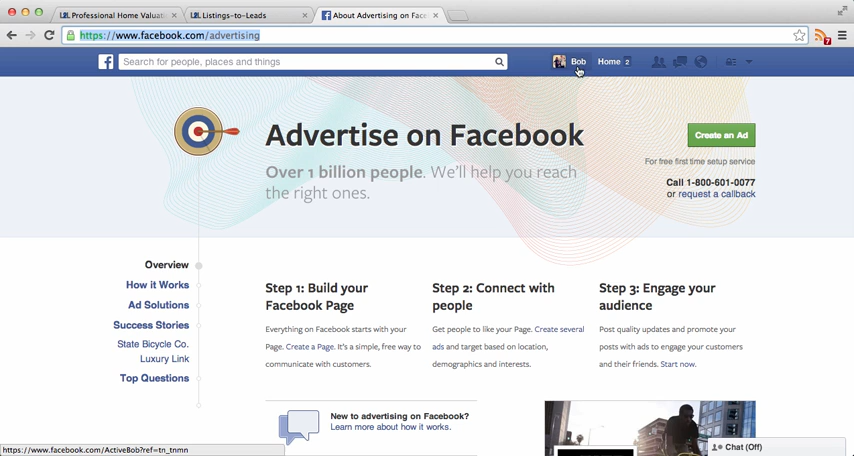 Professional Home Valuati
Listings-to-Leads
About Advertising on Face
https://www.facebook.com/advertising
7
Search for people, places and things
Bob
Home 2
Advertise on Facebook
Over 1 billion people. We'll help you reach
the right ones.
Create an Ad
For free first time setup service
Call 1-800-601-0077
or request a callback
Overview
How it Works
Ad Solutions
Success Stories
State Bicycle Co.
Luxury Link
Top Questions
Step 1: Build your
Facebook Page
Everything on Facebook starts with your
Page. Create a Page. It's a simple, free way to
communicate with customers.
Step 2: Connect with
people
Get people to like your Page. Create several
ads and target based on location,
demographics and interests.
Step 3: Engage your
audience
Post quality updates and promote your
posts with ads to engage your customers
and their friends. Start now.
New to advertising on Facebook?
Learn more about how it works.
https://www.facebook.com/ActiveBob?ref=tn_tnmn
Chat (Off)